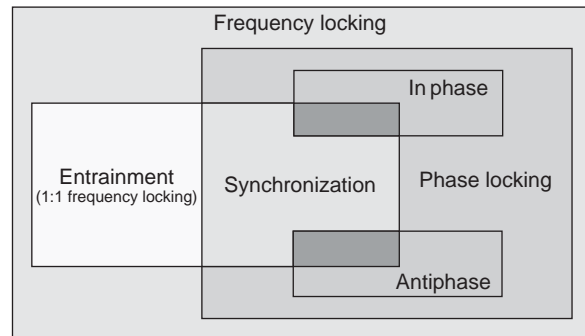 Frequency locking
In phase
Entrainment
(1:1 frequency locking)
Synchronization
Phase locking
Antiphase